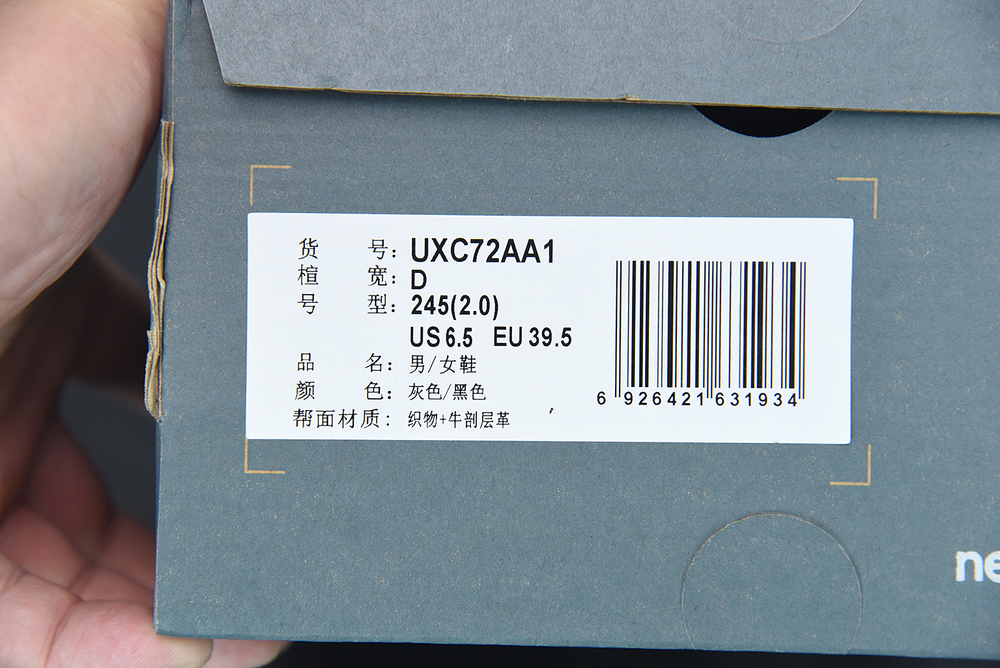 货 号: UXC72AA1
楦 宽: D
号 型: 245(2.0)
US 6.5 EU 39.5
品 名: 男/女鞋
颜 色: 灰色/黑色
帮面材质: 织物+牛剖层革
6 926421 631934
ne